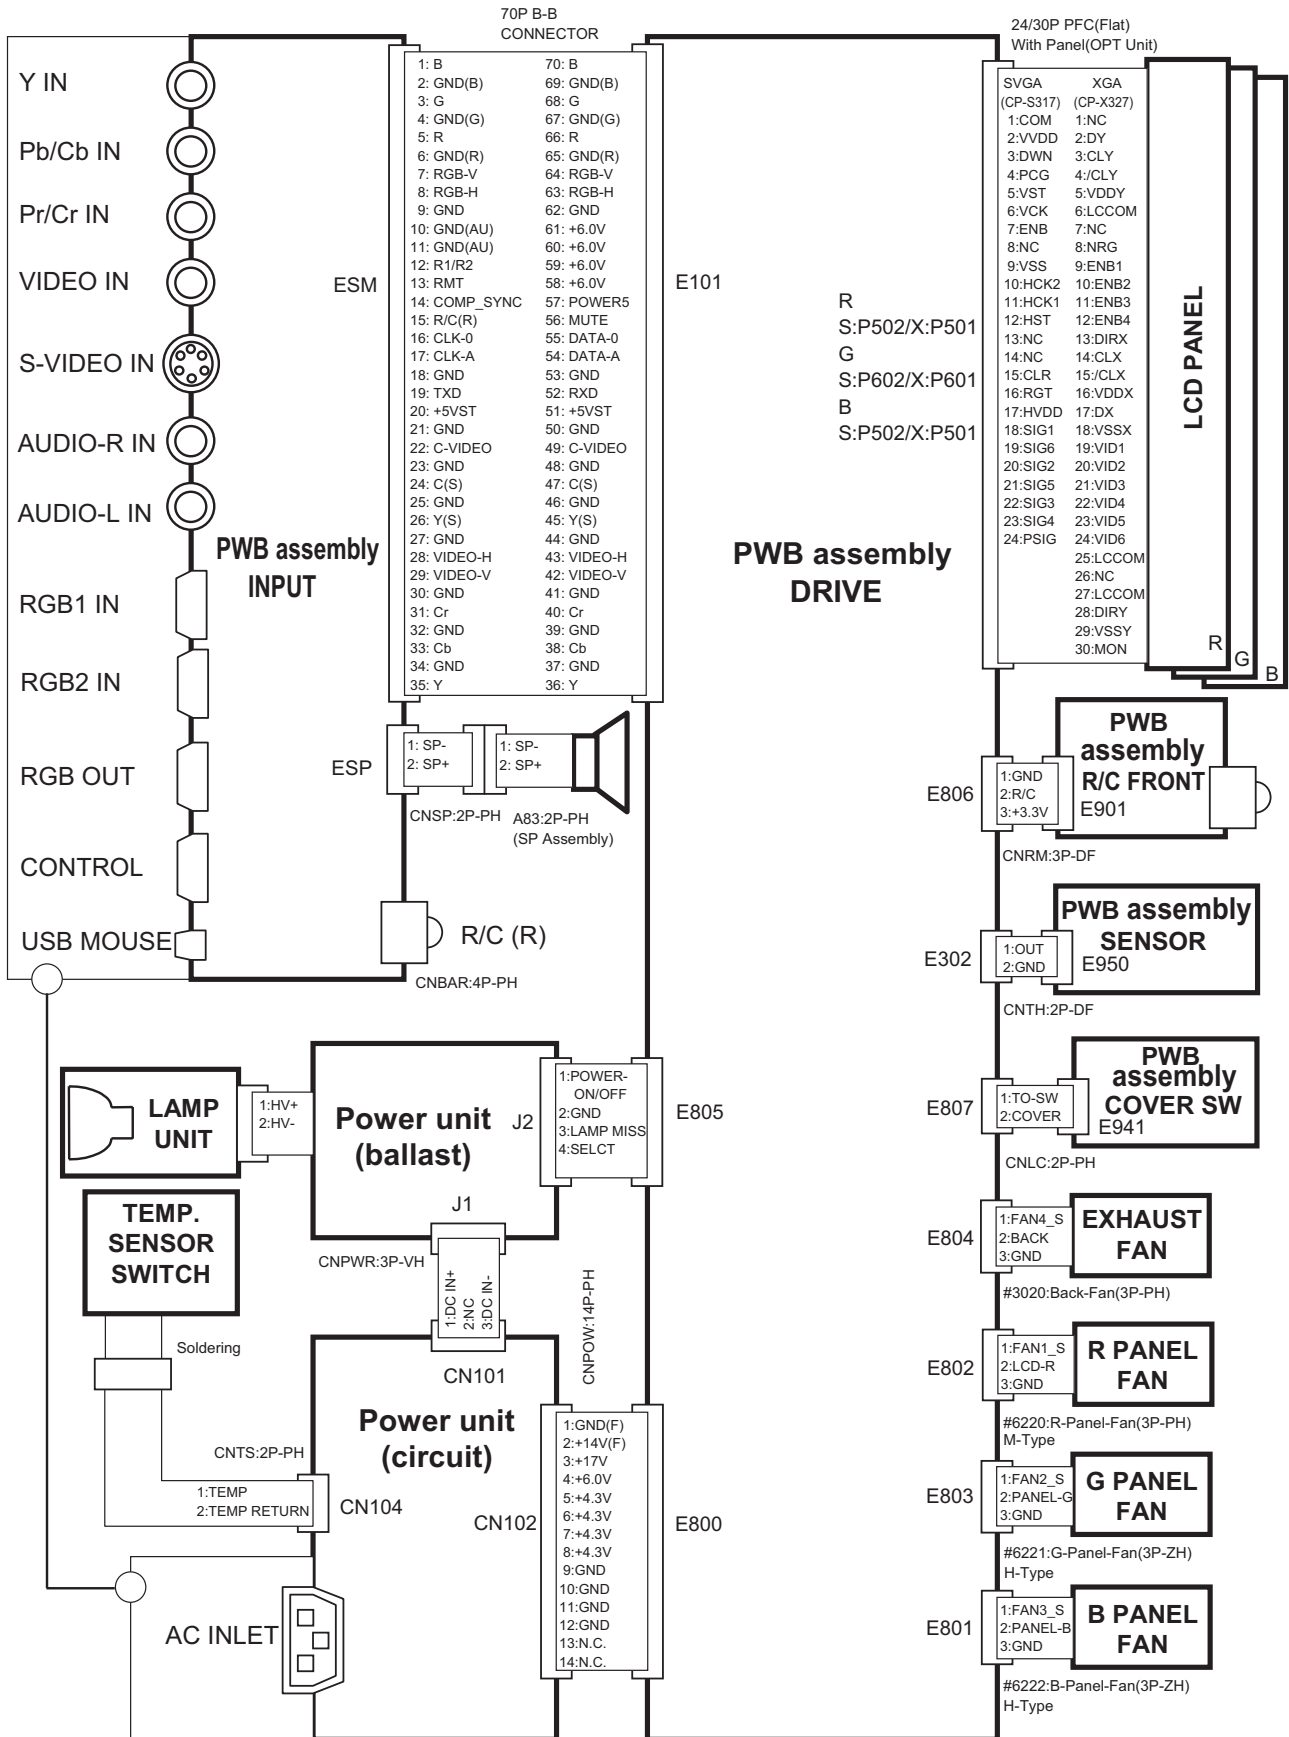 70P B-B
CONNECTOR
24/30P PFC(Flat)
With Panel(OPT Unit)
Y IN
Pb/Cb IN
Pr/Cr IN
VIDEO IN
S-VIDEO IN
AUDIO-R IN
AUDIO-L IN
RGB1 IN
RGB2 IN
RGB OUT
CONTROL
USB MOUSE
PWB assembly
INPUT
ESM
1: B
2: GND(B)
3: G
4: GND(G)
5: R
6: GND(R)
7: RGB-V
8: RGB-H
9: GND
10: GND(AU)
11: GND(AU)
12: R1/R2
13: RMT
14: COMP_SYNC
15: R/C(R)
16: CLK-0
17: CLK-A
18: GND
19: TXD
20: +5VST
21: GND
22: C-VIDEO
23: GND
24: C(S)
25: GND
26: Y(S)
27: GND
28: VIDEO-H
29: VIDEO-V
30: GND
31: Cr
32: GND
33: Cb
34: GND
35: Y
70: B
69: GND(B)
68: G
67: GND(G)
66: R
65: GND(R)
64: RGB-V
63: RGB-H
62: GND
61: +6.0V
60: +6.0V
59: +6.0V
58: +6.0V
57: POWER5
56: MUTE
55: DATA-0
54: DATA-A
53: GND
52: RXD
51: +5VST
50: GND
49: C-VIDEO
48: GND
47: C(S)
46: GND
45: Y(S)
44: GND
43: VIDEO-H
42: VIDEO-V
41: GND
40: Cr
39: GND
38: Cb
37: GND
36: Y
E101
ESP
1: SP-
2: SP+
1: SP-
2: SP+
CNSP:2P-PH
A83:2P-PH
(SP Assembly)
R/C (R)
CNBAR:4P-PH
PWB assembly
DRIVE
R
S:P502/X:P501
G
S:P602/X:P601
B
S:P502/X:P501
SVGA
(CP-S317)
1:COM
2:VVDD
3:DWN
4:PCG
5:VST
6:VCK
7:ENB
8:NC
9:VSS
10:HCK2
11:HCK1
12:HST
13:NC
14:NC
15:CLR
16:RGT
17:HVDD
18:SIG1
19:SIG6
20:SIG2
21:SIG5
22:SIG3
23:SIG4
24:PSIG
XGA
(CP-X327)
1:NC
2:DY
3:CLY
4:/CLY
5:VDDY
6:LCCOM
7:NC
8:NRG
9:ENB1
10:ENB2
11:ENB3
12:ENB4
13:DIRX
14:CLX
15:/CLX
16:VDDX
17:DX
18:VSSX
19:VID1
20:VID2
21:VID3
22:VID4
23:VID5
24:VID6
25:LCCOM
26:NC
27:LCCOM
28:DIRY
29:VSSY
30:MON
LCD PANEL
R
G
B
E806
1:GND
2:R/C
3:+3.3V
PWB
assembly
R/C FRONT
E901
CNRM:3P-DF
E302
1:OUT
2:GND
PWB assembly
SENSOR
E950
CNTH:2P-DF
E807
1:TO-SW
2:COVER
PWB
assembly
COVER SW
E941
CNLC:2P-PH
E804
1:FAN4_S
2:BACK
3:GND
EXHAUST
FAN
#3020:Back-Fan(3P-PH)
E802
1:FAN1_S
2:LCD-R
3:GND
R PANEL
FAN
#6220:R-Panel-Fan(3P-PH)
M-Type
E803
1:FAN2_S
2:PANEL-G
3:GND
G PANEL
FAN
#6221:G-Panel-Fan(3P-ZH)
H-Type
E801
1:FAN3_S
2:PANEL-B
3:GND
B PANEL
FAN
#6222:B-Panel-Fan(3P-ZH)
H-Type
LAMP
UNIT
1:HV+
2:HV-
Power unit
(ballast)
J2
1:POWER-
ON/OFF
2:GND
3:LAMP MISS
4:SELCT
E805
J1
CNPWR:3P-VH
1:DC IN+
2:NC
3:DC IN-
CN101
CNPOW:14P-PH
TEMP.
SENSOR
SWITCH
Soldering
CNTS:2P-PH
1:TEMP
2:TEMP RETURN
CN104
Power unit
(circuit)
CN102
1:GND(F)
2:+14V(F)
3:+17V
4:+6.0V
5:+4.3V
6:+4.3V
7:+4.3V
8:+4.3V
9:GND
10:GND
11:GND
12:GND
13:N.C.
14:N.C.
E800
AC INLET